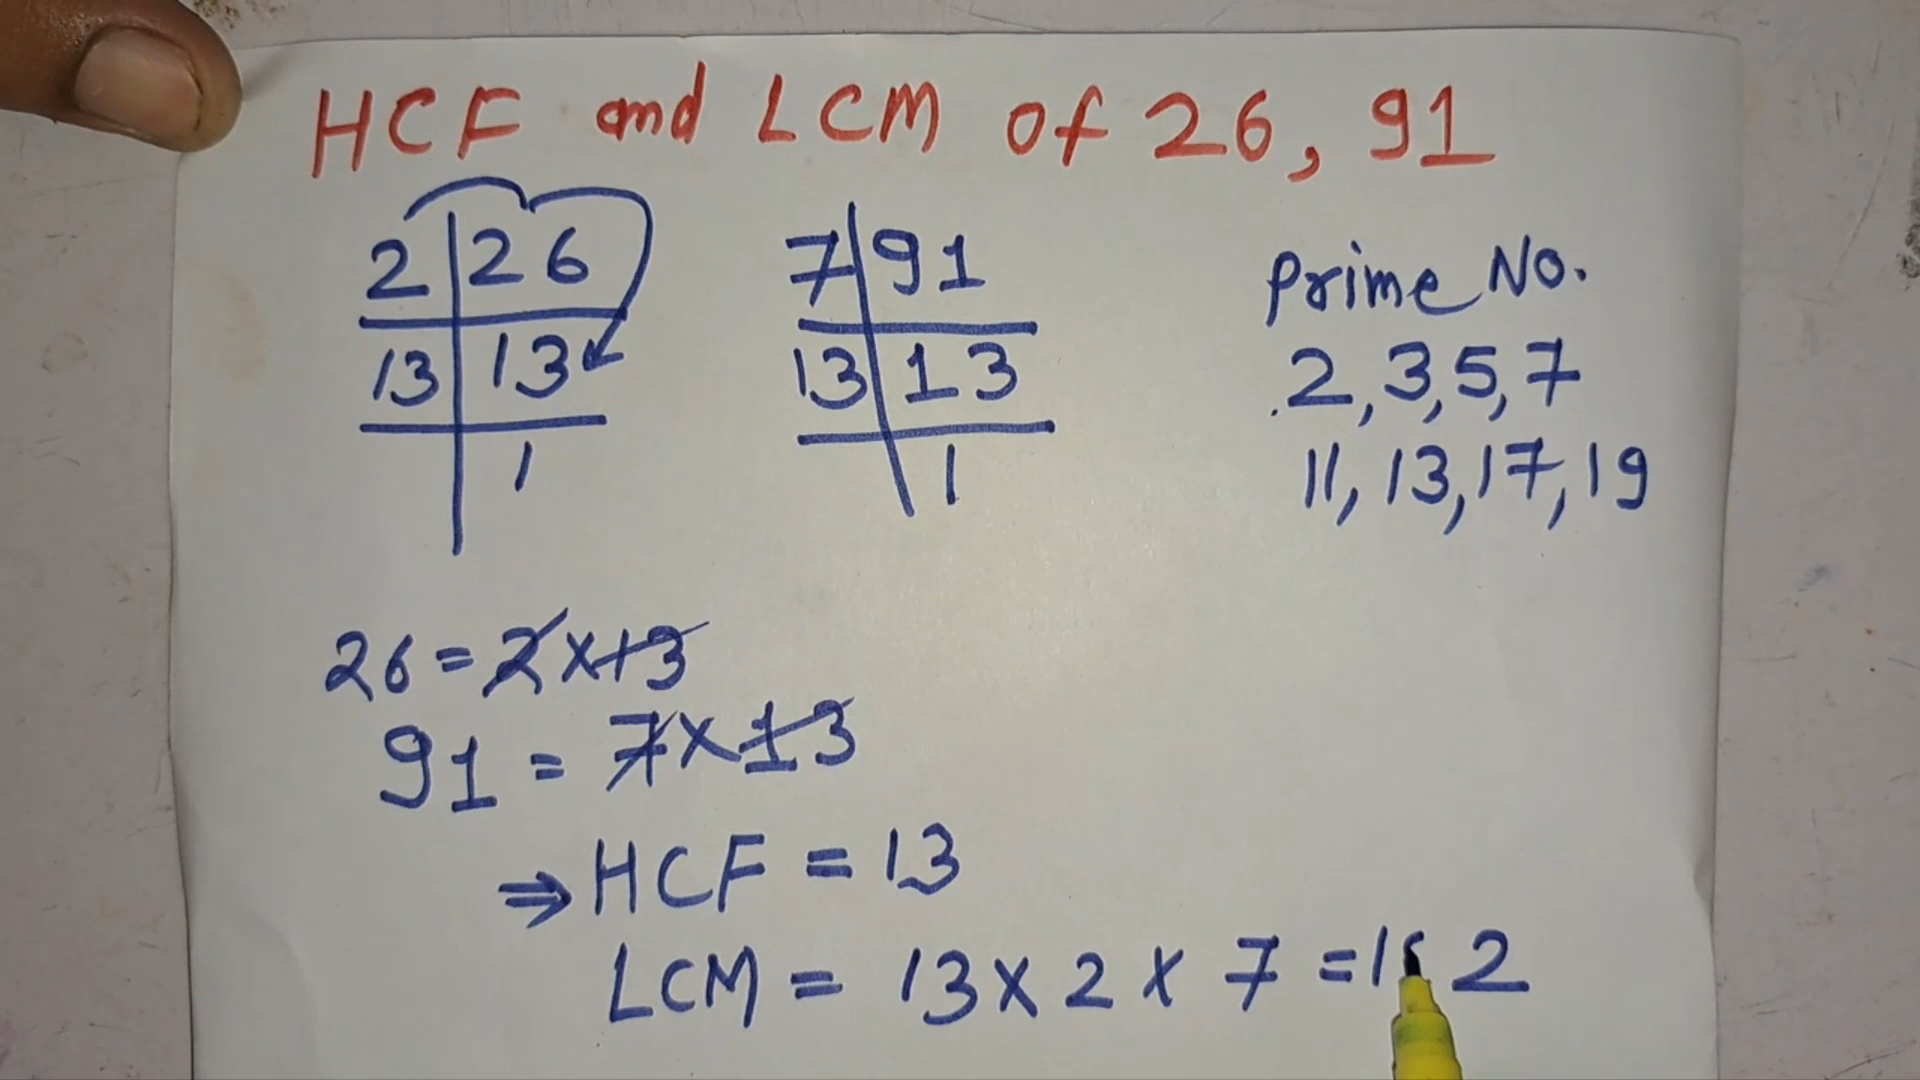 HCF and LCM of 26, 91
2 | 26
13 | 13
1
7 | 91
13 | 13
1
Prime No.
2, 3, 5, 7
11, 13, 17, 19
26 = 2 x 13
91 = 7 x 13
⇒ HCF = 13
LCM = 13 x 2 x 7 =